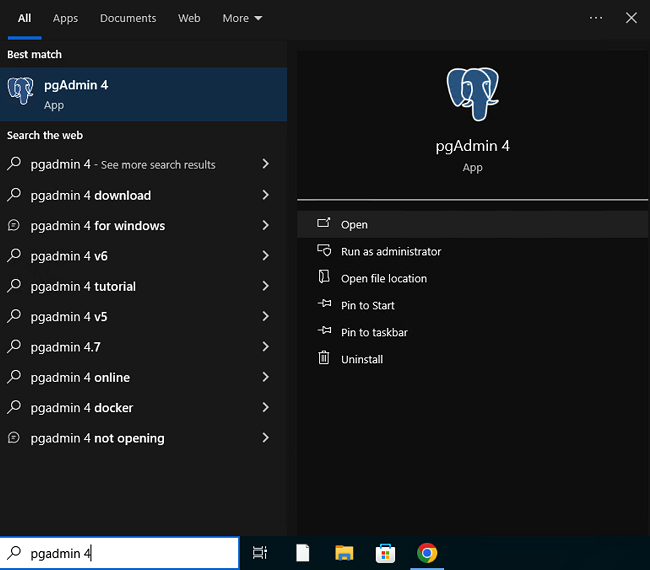 All Apps Documents Web More
Best match
pgAdmin 4
App
Search the web
pgadmin 4 - See more search results
pgadmin 4 download
pgadmin 4 for windows
pgadmin 4 v6
pgadmin 4 tutorial
pgadmin 4 v5
pgadmin 4.7
pgadmin 4 online
pgadmin 4 docker
pgadmin 4 not opening
pgAdmin 4
App
Open
Run as administrator
Open file location
Pin to Start
Pin to taskbar
Uninstall
pgadmin 4